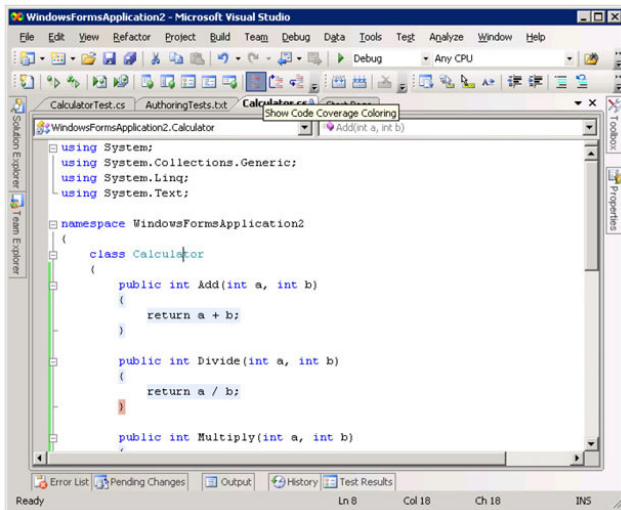 WindowsFormsApplication2 - Microsoft Visual Studio
File Edit View Refactor Project Build Team Debug Data Tools Test Analyze Window Help
Debug Any CPU
CalculatorTest.cs AuthoringTests.txt Calculator.cs Start Page
Show Code Coverage Coloring
WindowsFormsApplication2.Calculator Add(int a, int b)
Solution Explorer
Team Explorer
Toolbox
Properties
using System;
using System.Collections.Generic;
using System.Linq;
using System.Text;
namespace WindowsFormsApplication2
{
class Calculator
{
public int Add(int a, int b)
{
return a + b;
}
public int Divide(int a, int b)
{
return a / b;
}
public int Multiply(int a, int b)
Error List Pending Changes Output History Test Results
Ready Ln 8 Col 18 Ch 18 INS